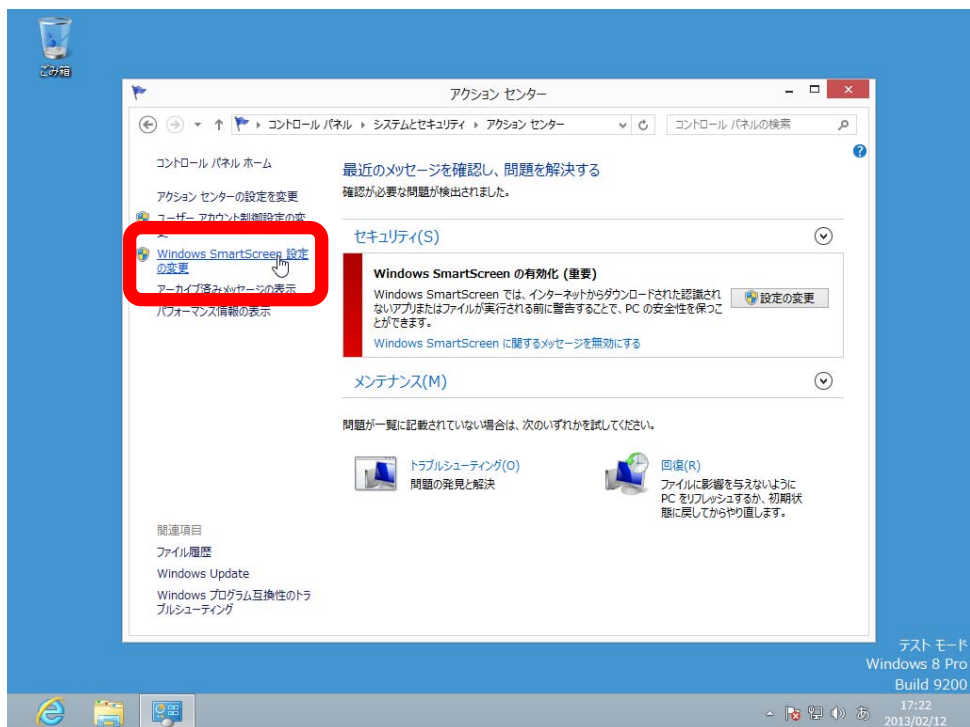 ごみ箱
アクション センター
コントロール パネル ▸ システムとセキュリティ ▸ アクション センター
コントロール パネルの検索
コントロール パネル ホーム
アクション センターの設定を変更
ユーザー アカウント制御設定の変
Windows SmartScreen 設定
の変更
アーカイブ済みメッセージの表示
パフォーマンス情報の表示
最近のメッセージを確認し、問題を解決する
確認が必要な問題が検出されました。
セキュリティ(S)
Windows SmartScreen の有効化 (重要)
Windows SmartScreen では、インターネットからダウンロードされた認識され
ないアプリまたはファイルが実行される前に警告することで、PC の安全性を保つこ
とができます。
設定の変更
Windows SmartScreen に関するメッセージを無効にする
メンテナンス(M)
問題が一覧に記載されていない場合は、次のいずれかを試してください。
トラブルシューティング(O)
問題の発見と解決
回復(R)
ファイルに影響を与えないように
PC をリフレッシュするか、初期状
態に戻してからやり直します。
関連項目
ファイル履歴
Windows Update
Windows プログラム互換性のトラ
ブルシューティング
テスト モード
Windows 8 Pro
Build 9200
あ
17:22
2013/02/12